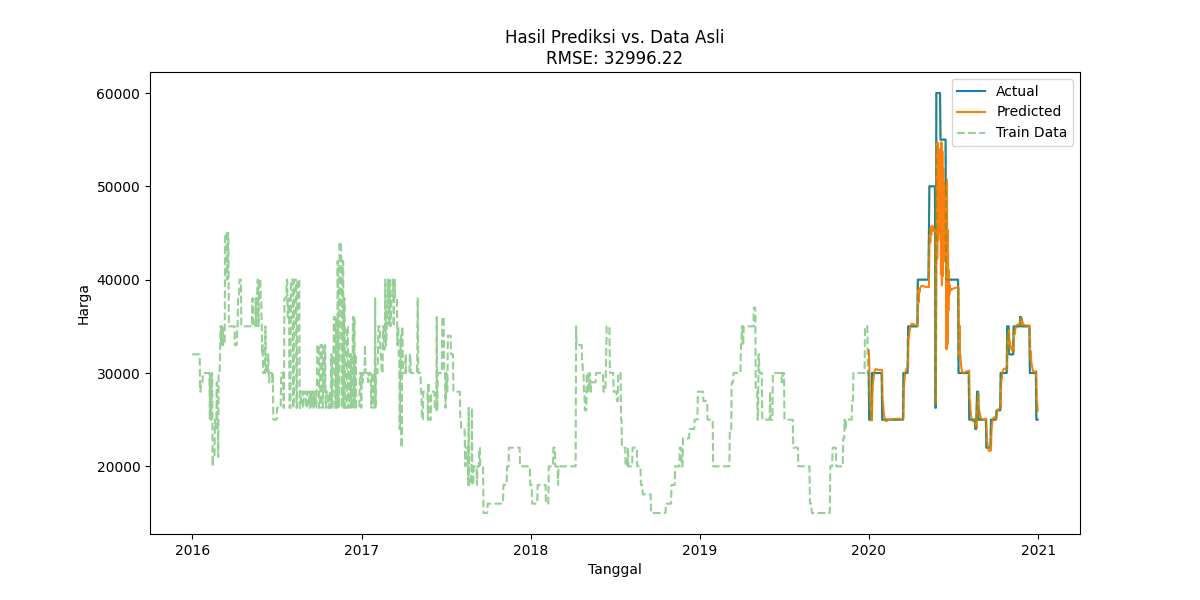 Hasil Prediksi vs. Data Asli
RMSE: 32996.22
Actual
Predicted
Train Data
Harga
60000
50000
40000
30000
20000
2016 2017 2018 2019 2020 2021
Tanggal